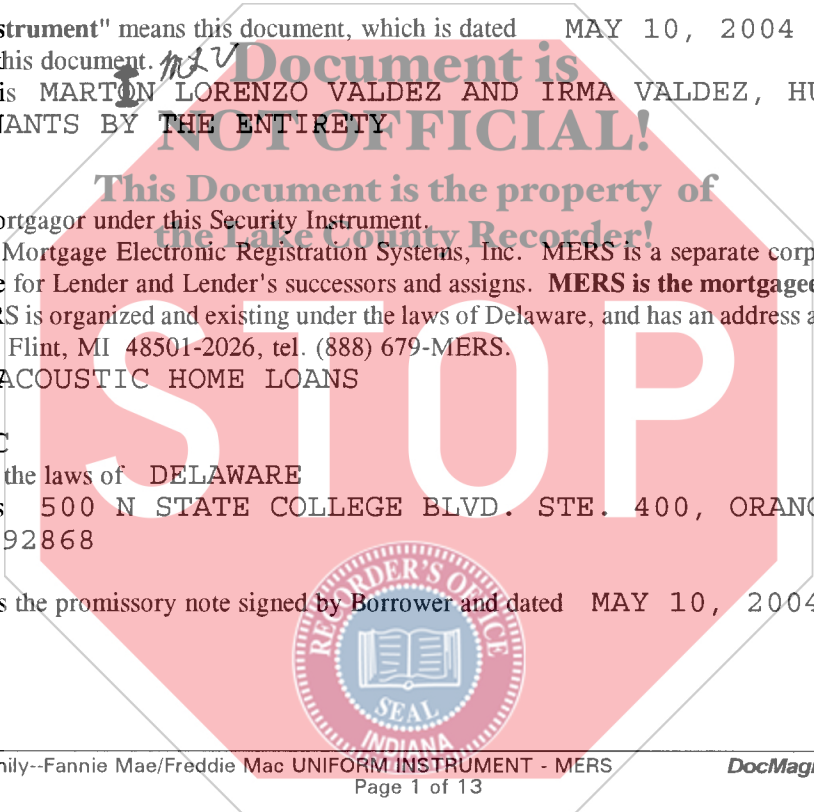 strument" means this document, which is dated MAY 10, 2004
this document. MLV
is MARTIN LORENZO VALDEZ AND IRMA VALDEZ, HU
NANTS BY THE ENTIRETY
Document is
NOT OFFICIAL!
This Document is the property of
the Lake County Recorder!
ortgagor under this Security Instrument.
Mortgage Electronic Registration Systems, Inc. MERS is a separate corp
e for Lender and Lender's successors and assigns. MERS is the mortgagee
RS is organized and existing under the laws of Delaware, and has an address a
Flint, MI 48501-2026, tel. (888) 679-MERS.
ACOUSTIC HOME LOANS
STOP
C
the laws of DELAWARE
s 500 N STATE COLLEGE BLVD. STE. 400, ORANG
92868
s the promissory note signed by Borrower and dated MAY 10, 2004
RECORDER'S OFFICE
SEAL
INDIANA
mily--Fannie Mae/Freddie Mac UNIFORM INSTRUMENT - MERS DocMag
Page 1 of 13